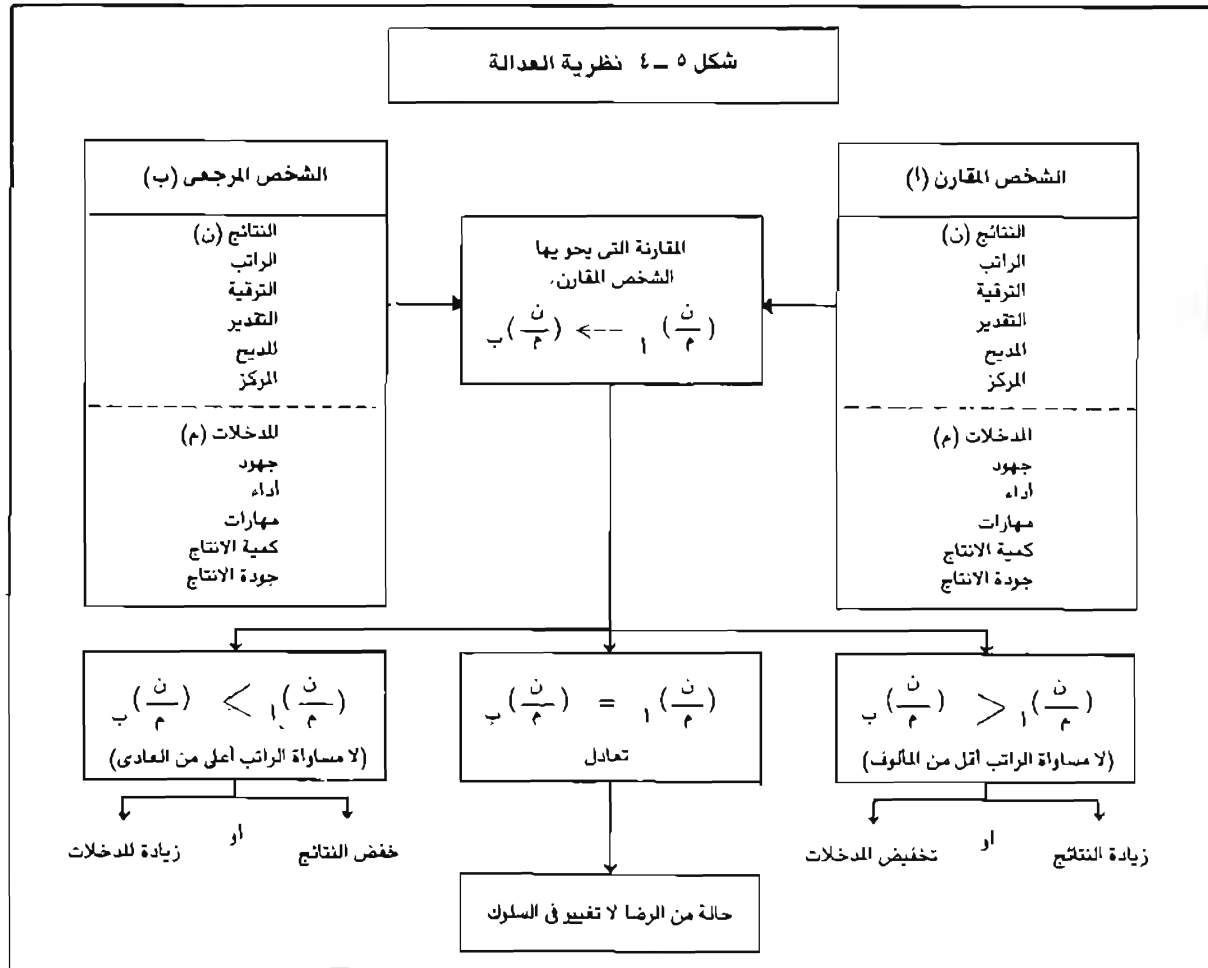 شكل ٥ – ٤ نظرية العدالة
الشخص المقارن (ا)
النتائج (ن)
الراتب
الترقية
التقدير
المديح
المركز
المدخلات (م)
جهود
أداء
مهارات
كمية الانتاج
جودة الانتاج
المقارنة التى يحويها
الشخص المقارن.
(ن/م) ا --> (ن/م) ب
الشخص المرجعى (ب)
النتائج (ن)
الراتب
الترقية
التقدير
المديح
المركز
المدخلات (م)
جهود
أداء
مهارات
كمية الانتاج
جودة الانتاج
(ن/م) ا < (ن/م) ب
(لا مساواة الراتب أقل من المألوف)
زيادة النتائج
او
تخفيض المدخلات
(ن/م) ا = (ن/م) ب
تعادل
حالة من الرضا لا تغيير فى السلوك
(ن/م) ا > (ن/م) ب
(لا مساواة الراتب أعلى من العادى)
خفض النتائج
او
زيادة المدخلات